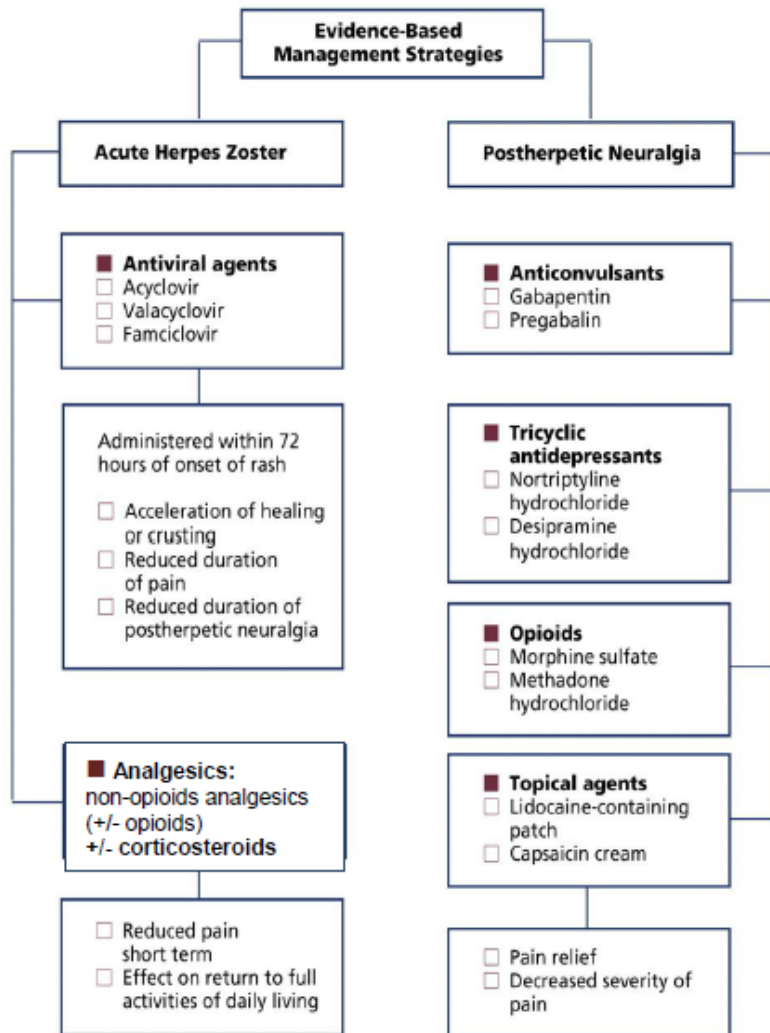 Evidence-Based
Management Strategies
Acute Herpes Zoster
Antiviral agents
Acyclovir
Valacyclovir
Famciclovir
Administered within 72
hours of onset of rash
Acceleration of healing
or crusting
Reduced duration
of pain
Reduced duration of
postherpetic neuralgia
Analgesics:
non-opioids analgesics
(+/- opioids)
+/- corticosteroids
Reduced pain
short term
Effect on return to full
activities of daily living
Postherpetic Neuralgia
Anticonvulsants
Gabapentin
Pregabalin
Tricyclic
antidepressants
Nortriptyline
hydrochloride
Desipramine
hydrochloride
Opioids
Morphine sulfate
Methadone
hydrochloride
Topical agents
Lidocaine-containing
patch
Capsaicin cream
Pain relief
Decreased severity of
pain